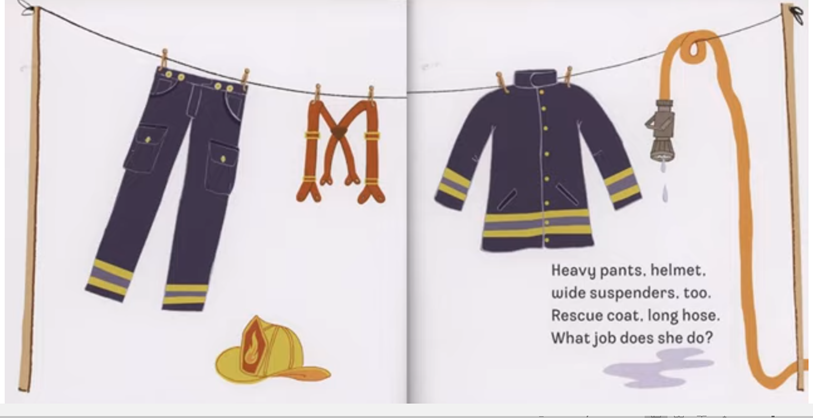 Heavy pants, helmet,
wide suspenders, too.
Rescue coat, long hose.
What job does she do?